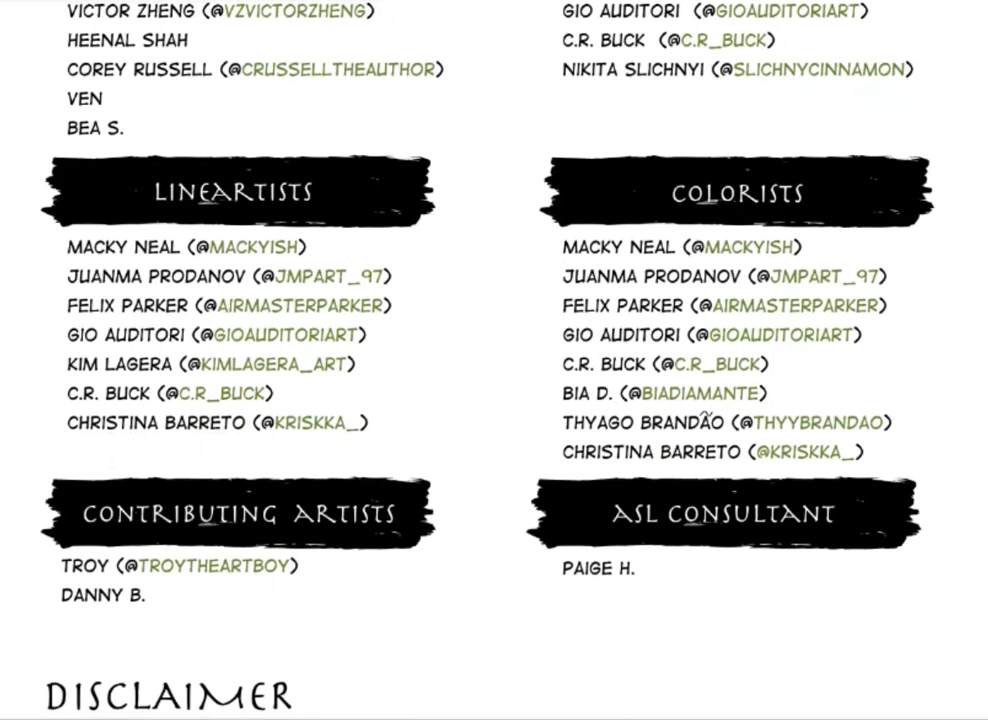 VICTOR ZHENG (@VZVICTORZHENG)
HEENAL SHAH
COREY RUSSELL (@CRUSSELLTHEAUTHOR)
VEN
BEA S.
GIO AUDITORI (@GIOAUDITORIART)
C.R. BUCK (@C.R_BUCK)
NIKITA SLICHNYI (@SLICHNYCINNAMON)
LINEARTISTS
MACKY NEAL (@MACKYISH)
JUANMA PRODANOV (@JMPART_97)
FELIX PARKER (@AIRMASTERPARKER)
GIO AUDITORI (@GIOAUDITORIART)
KIM LAGERA (@KIMLAGERA_ART)
C.R. BUCK (@C.R_BUCK)
CHRISTINA BARRETO (@KRISKKA_)
COLORISTS
MACKY NEAL (@MACKYISH)
JUANMA PRODANOV (@JMPART_97)
FELIX PARKER (@AIRMASTERPARKER)
GIO AUDITORI (@GIOAUDITORIART)
C.R. BUCK (@C.R_BUCK)
BIA D. (@BIADIAMANTE)
THYAGO BRANDÃO (@THYYBRANDAO)
CHRISTINA BARRETO (@KRISKKA_)
CONTRIBUTING ARTISTS
TROY (@TROYTHEARTBOY)
DANNY B.
ASL CONSULTANT
PAIGE H.
DISCLAIMER